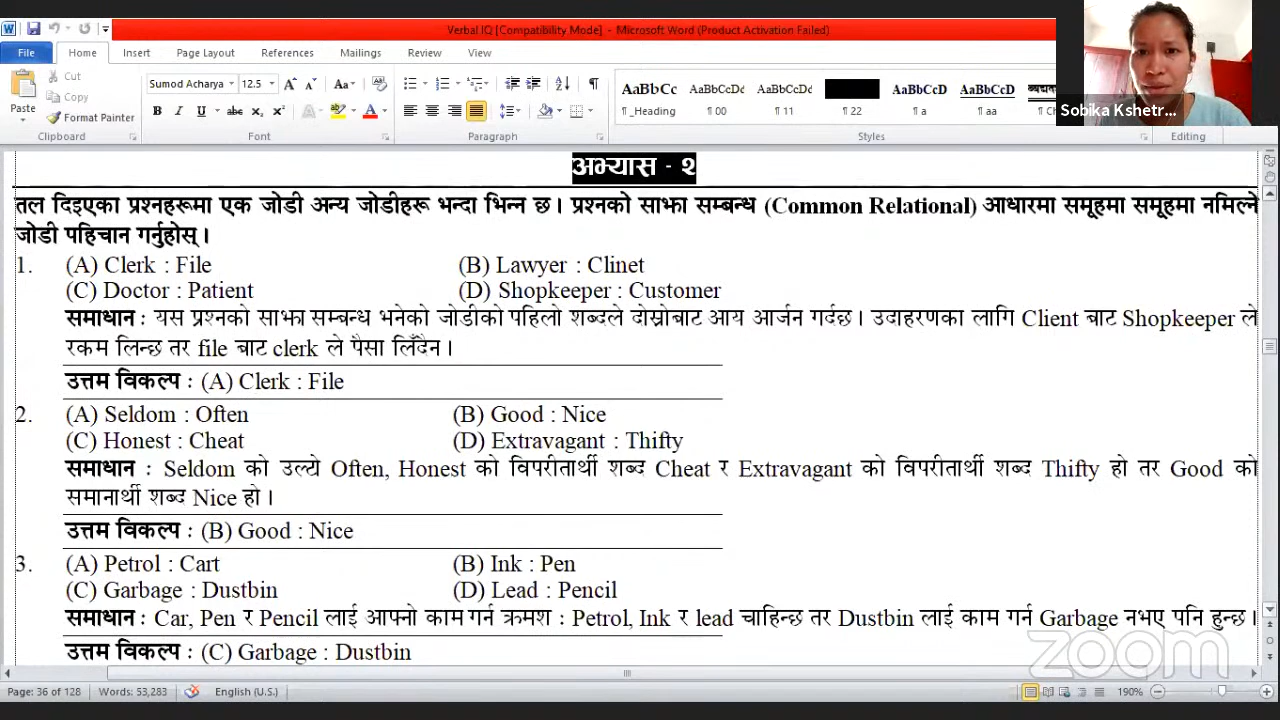 Verbal IQ [Compatibility Mode] - Microsoft Word (Product Activation Failed)
File Home Insert Page Layout References Mailings Review View
Paste
Cut
Copy
Format Painter
Sumod Acharya 12.5
Clipboard Font Paragraph Styles Editing
AaBbCc AaBbCcDc AaBbCcDc AaBbCcD AaBbCcD
¶_Heading ¶ 00 ¶ 11 ¶ 22 ¶ a ¶ aa
Sobika Kshetr...
अभ्यास - २
तल दिइएका प्रश्नहरूमा एक जोडी अन्य जोडीहरू भन्दा भिन्न छ। प्रश्नको साझा सम्बन्ध (Common Relational) आधारमा समूहमा समूहमा नमिल्ने
जोडी पहिचान गर्नुहोस्।
1. (A) Clerk : File (B) Lawyer : Clinet
(C) Doctor : Patient (D) Shopkeeper : Customer
समाधान : यस प्रश्नको साझा सम्बन्ध भनेको जोडीको पहिलो शब्दले दोस्रोबाट आय आर्जन गर्दछ। उदाहरणका लागि Client बाट Shopkeeper ले
रकम लिन्छ तर file बाट clerk ले पैसा लिँदैन।
उत्तम विकल्प : (A) Clerk : File
2. (A) Seldom : Often (B) Good : Nice
(C) Honest : Cheat (D) Extravagant : Thifty
समाधान : Seldom को उल्टो Often, Honest को विपरीतार्थी शब्द Cheat र Extravagant को विपरीतार्थी शब्द Thifty हो तर Good को
समानार्थी शब्द Nice हो।
उत्तम विकल्प : (B) Good : Nice
3. (A) Petrol : Cart (B) Ink : Pen
(C) Garbage : Dustbin (D) Lead : Pencil
समाधान : Car, Pen र Pencil लाई आफ्नो काम गर्न क्रमश : Petrol, Ink र lead चाहिन्छ तर Dustbin लाई काम गर्न Garbage नभए पनि हुन्छ।
उत्तम विकल्प : (C) Garbage : Dustbin
zoom
Page: 36 of 128 Words: 53,283 English (U.S.) 190%